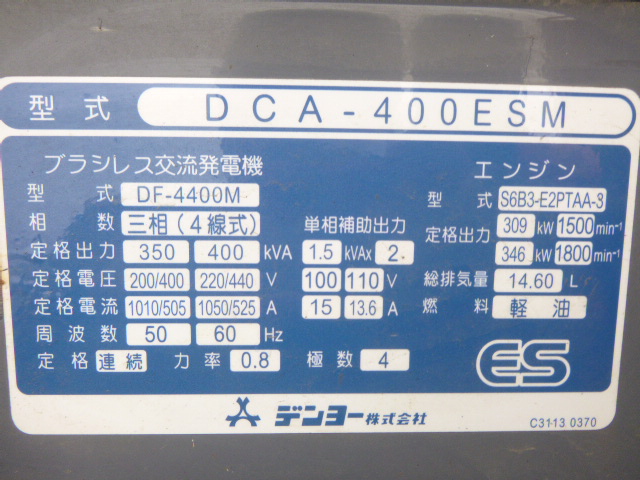 型式 DCA-400ESM
ブラシレス交流発電機
型式 DF-4400M
相数 三相(4線式) 単相補助出力
定格出力 350 400 kVA 1.5 kVAx 2
定格電圧 200/400 220/440 V 100 110 V
定格電流 1010/505 1050/525 A 15 13.6 A
周波数 50 60 Hz
定格 連続 力率 0.8 極数 4
エンジン
型式 S6B3-E2PTAA-3
定格出力 309 kW 1500 min⁻¹
346 kW 1800 min⁻¹
総排気量 14.60 L
燃料 軽油
ES
デンヨー株式会社
C3113 0370